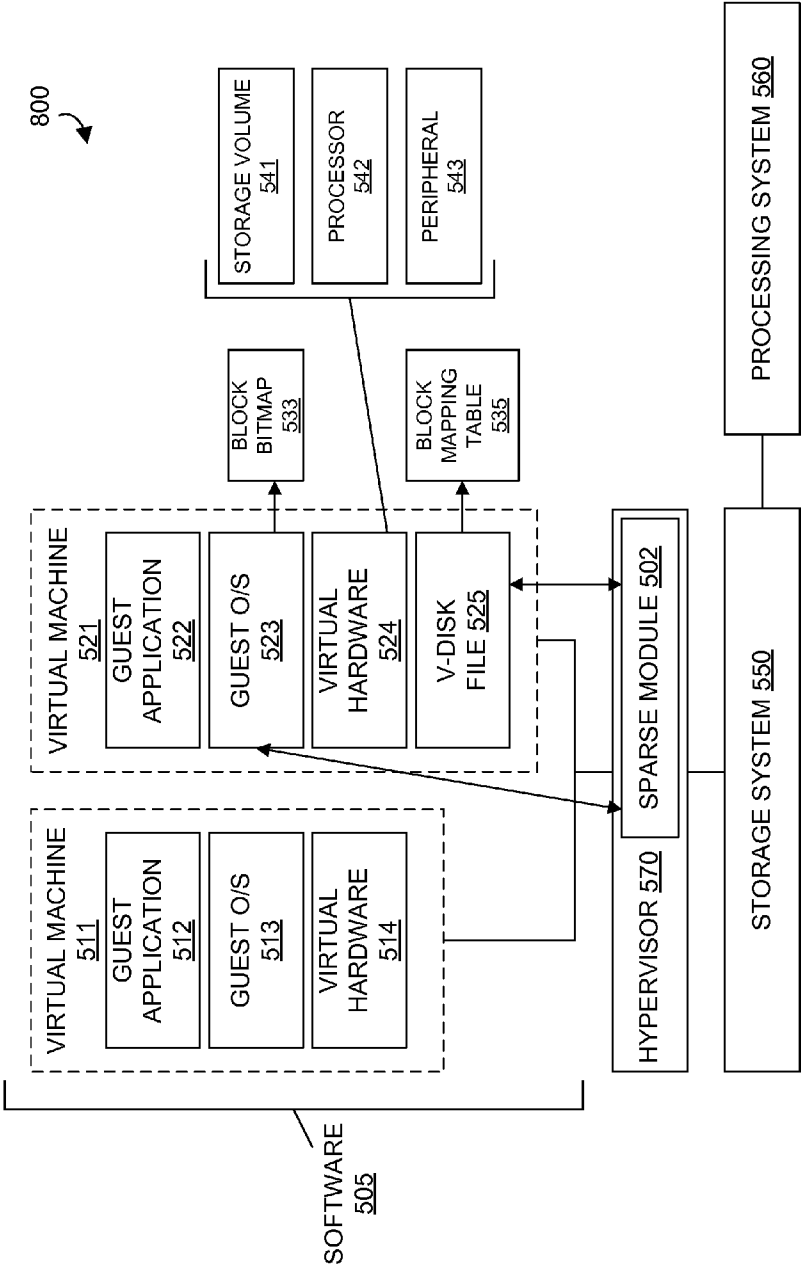 800
SOFTWARE
505
VIRTUAL MACHINE
511
GUEST
APPLICATION
512
GUEST O/S
513
VIRTUAL
HARDWARE
514
VIRTUAL MACHINE
521
GUEST
APPLICATION
522
GUEST O/S
523
VIRTUAL
HARDWARE
524
V-DISK
FILE 525
BLOCK
BITMAP
533
BLOCK
MAPPING
TABLE
535
STORAGE VOLUME
541
PROCESSOR
542
PERIPHERAL
543
HYPERVISOR 570
SPARSE MODULE 502
STORAGE SYSTEM 550
PROCESSING SYSTEM 560